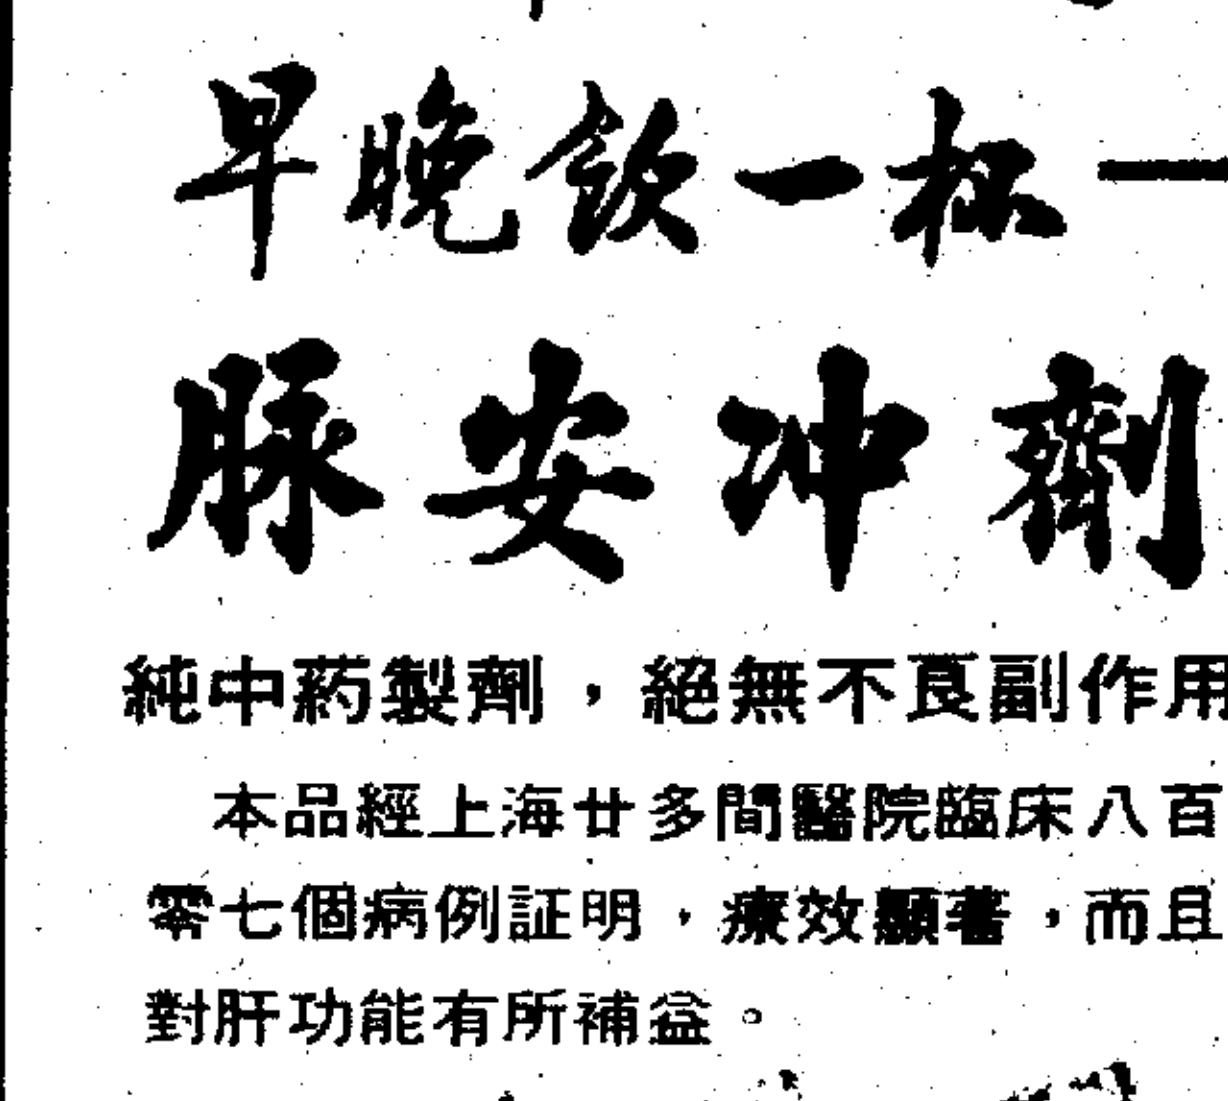 早晚飲一杯—
脉安冲劑
純中葯製劑，絕無不良副作用
本品經上海廿多間醫院臨床八百
零七個病例証明，療效顯著，而且
對肝功能有所補益。